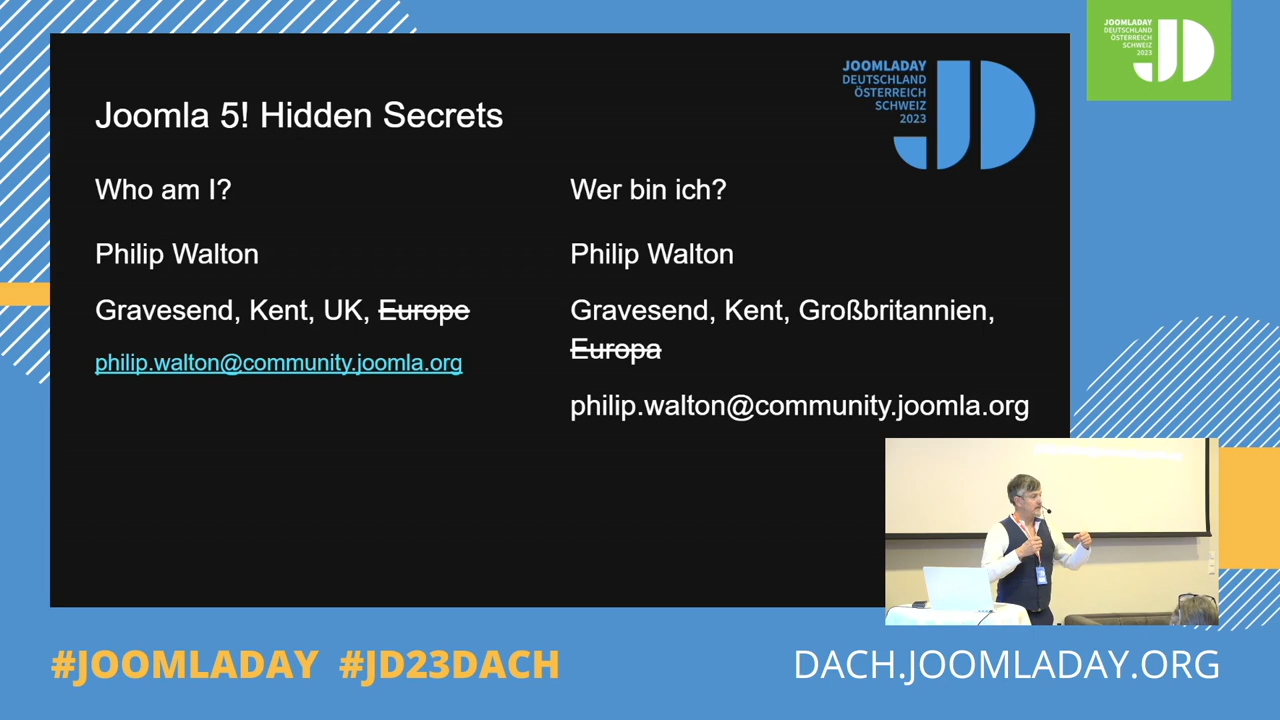 JOOMLADAY
DEUTSCHLAND
ÖSTERREICH
SCHWEIZ
2023
JD
JOOMLADAY
DEUTSCHLAND
ÖSTERREICH
SCHWEIZ
2023
JD
Joomla 5! Hidden Secrets
Who am I?
Philip Walton
Gravesend, Kent, UK, Europe
philip.walton@community.joomla.org
Wer bin ich?
Philip Walton
Gravesend, Kent, Großbritannien,
Europa
philip.walton@community.joomla.org
#JOOMLADAY #JD23DACH
DACH.JOOMLADAY.ORG